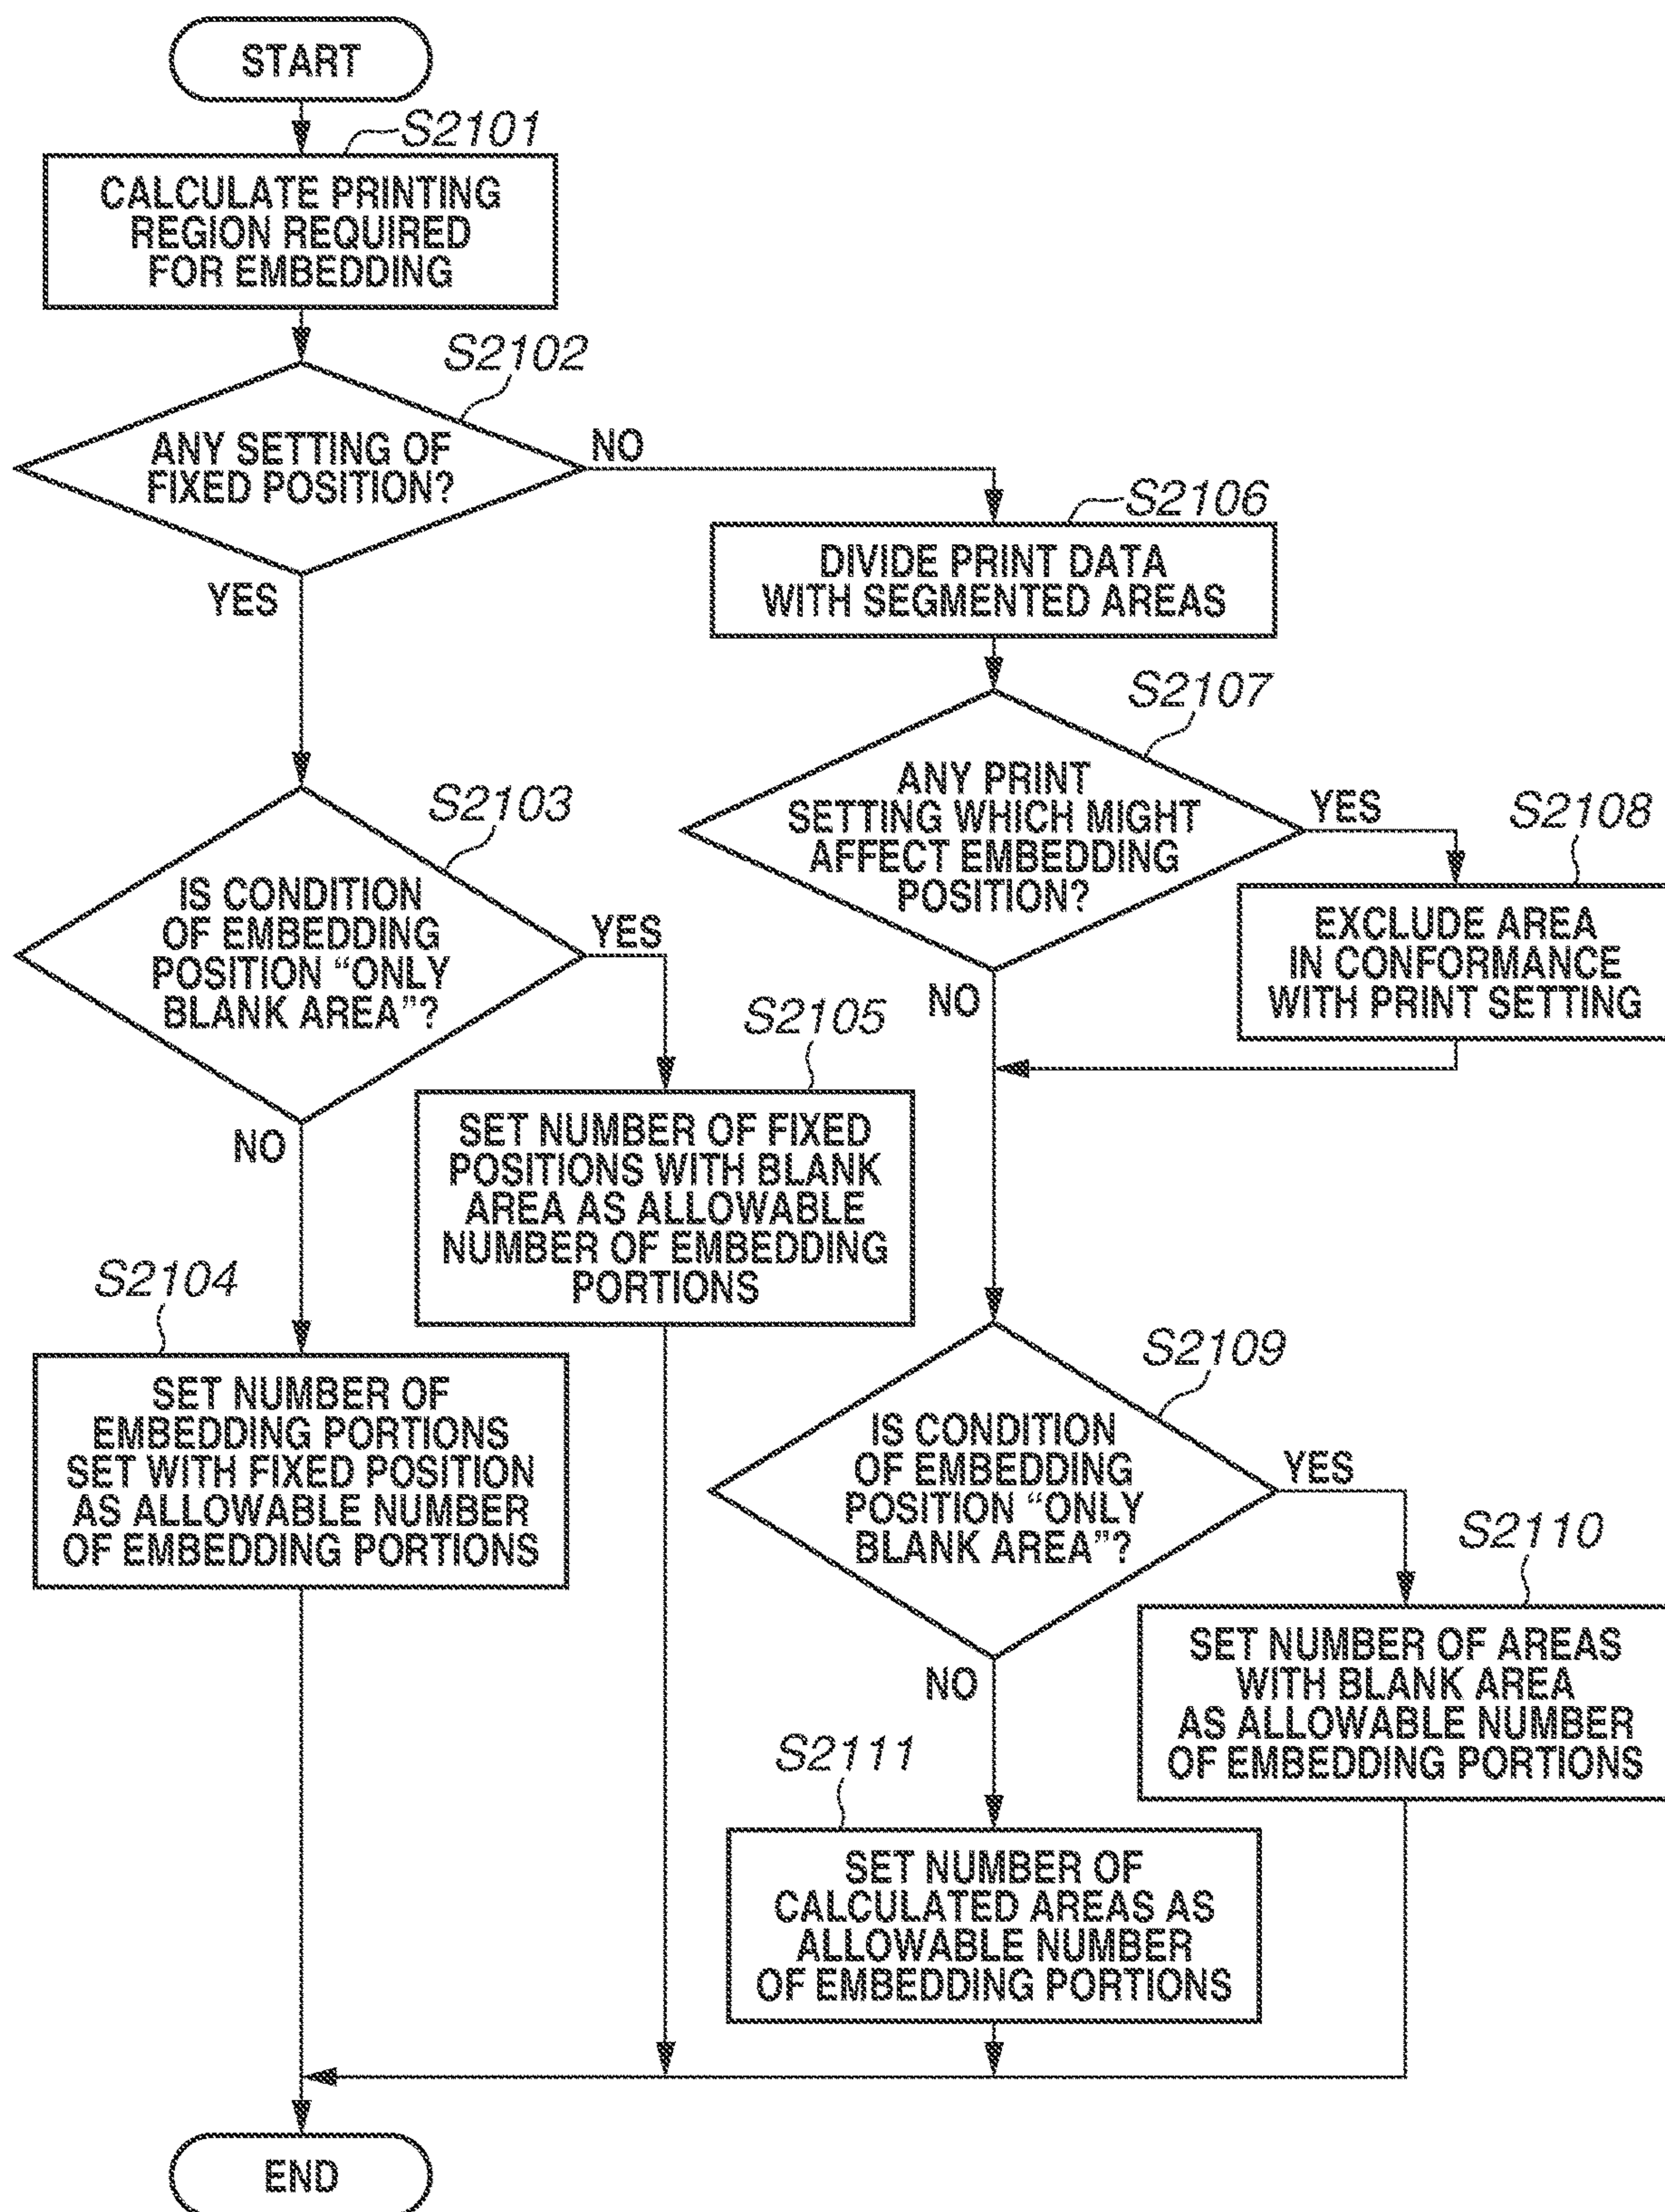 START
S2101
CALCULATE PRINTING
REGION REQUIRED
FOR EMBEDDING
S2102
ANY SETTING OF
FIXED POSITION?
NO
YES
S2106
DIVIDE PRINT DATA
WITH SEGMENTED AREAS
S2107
ANY PRINT
SETTING WHICH MIGHT
AFFECT EMBEDDING
POSITION?
YES
NO
S2108
EXCLUDE AREA
IN CONFORMANCE
WITH PRINT SETTING
S2103
IS CONDITION
OF EMBEDDING
POSITION “ONLY
BLANK AREA”?
YES
NO
S2105
SET NUMBER OF FIXED
POSITIONS WITH BLANK
AREA AS ALLOWABLE
NUMBER OF EMBEDDING
PORTIONS
S2104
SET NUMBER OF
EMBEDDING PORTIONS
SET WITH FIXED POSITION
AS ALLOWABLE NUMBER
OF EMBEDDING PORTIONS
S2109
IS CONDITION
OF EMBEDDING
POSITION “ONLY
BLANK AREA”?
YES
NO
S2110
SET NUMBER OF AREAS
WITH BLANK AREA
AS ALLOWABLE NUMBER
OF EMBEDDING PORTIONS
S2111
SET NUMBER OF
CALCULATED AREAS AS
ALLOWABLE NUMBER
OF EMBEDDING PORTIONS
END